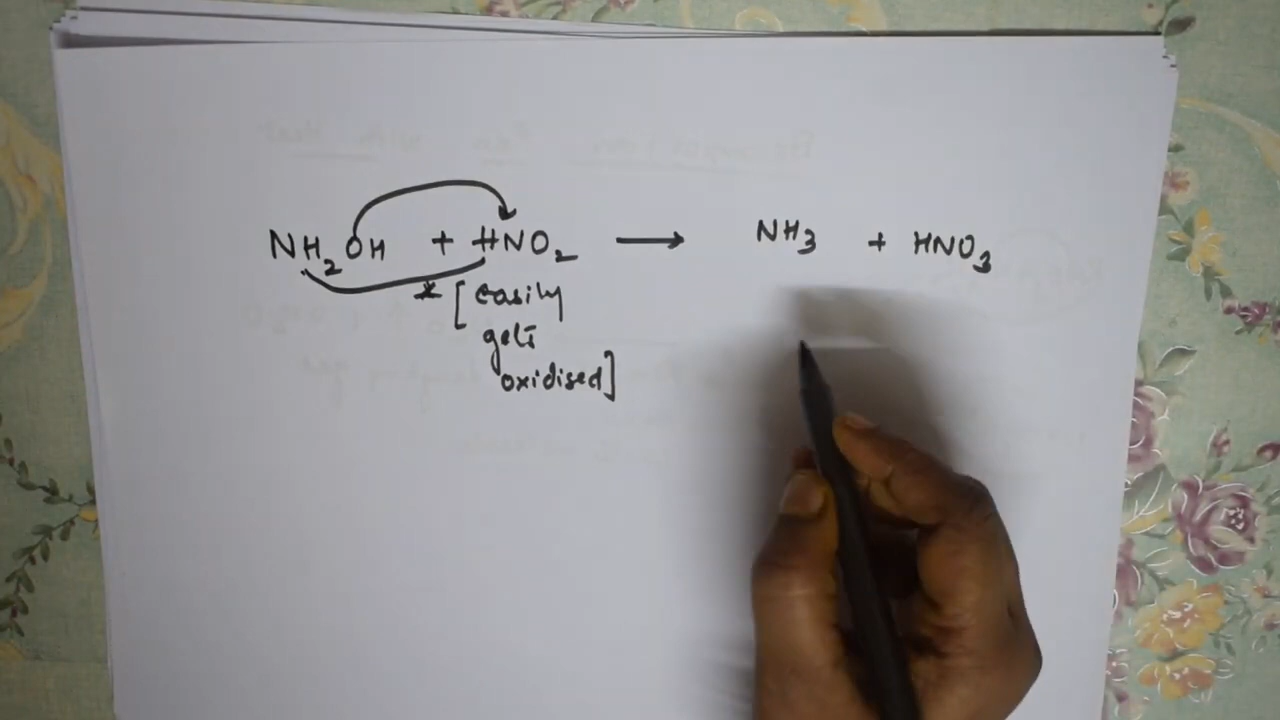 NH₂OH + HNO₂ → NH₃ + HNO₃
* [easily
gets
oxidised]